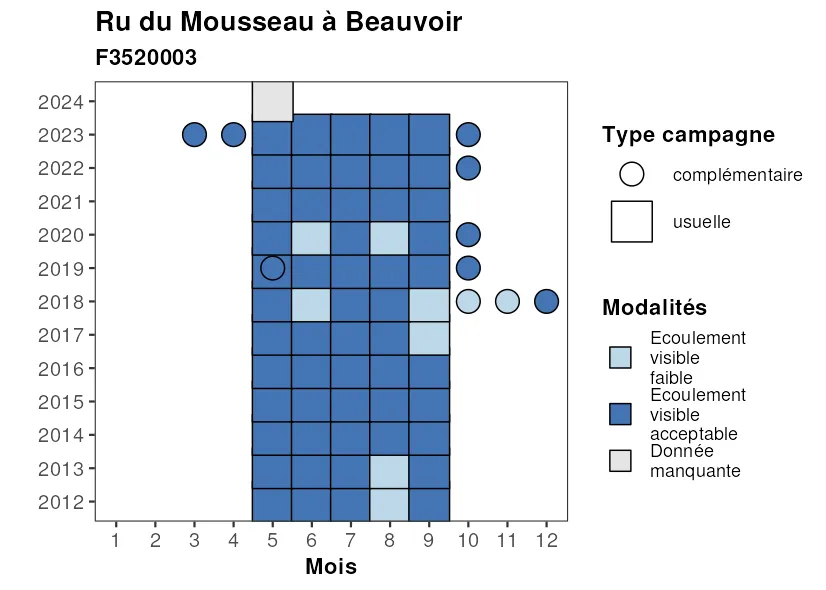 Ru du Mousseau à Beauvoir
F3520003
2024
2023
2022
2021
2020
2019
2018
2017
2016
2015
2014
2013
2012
1 2 3 4 5 6 7 8 9 10 11 12
Mois
Type campagne
complémentaire
usuelle
Modalités
Ecoulement
visible
faible
Ecoulement
visible
acceptable
Donnée
manquante